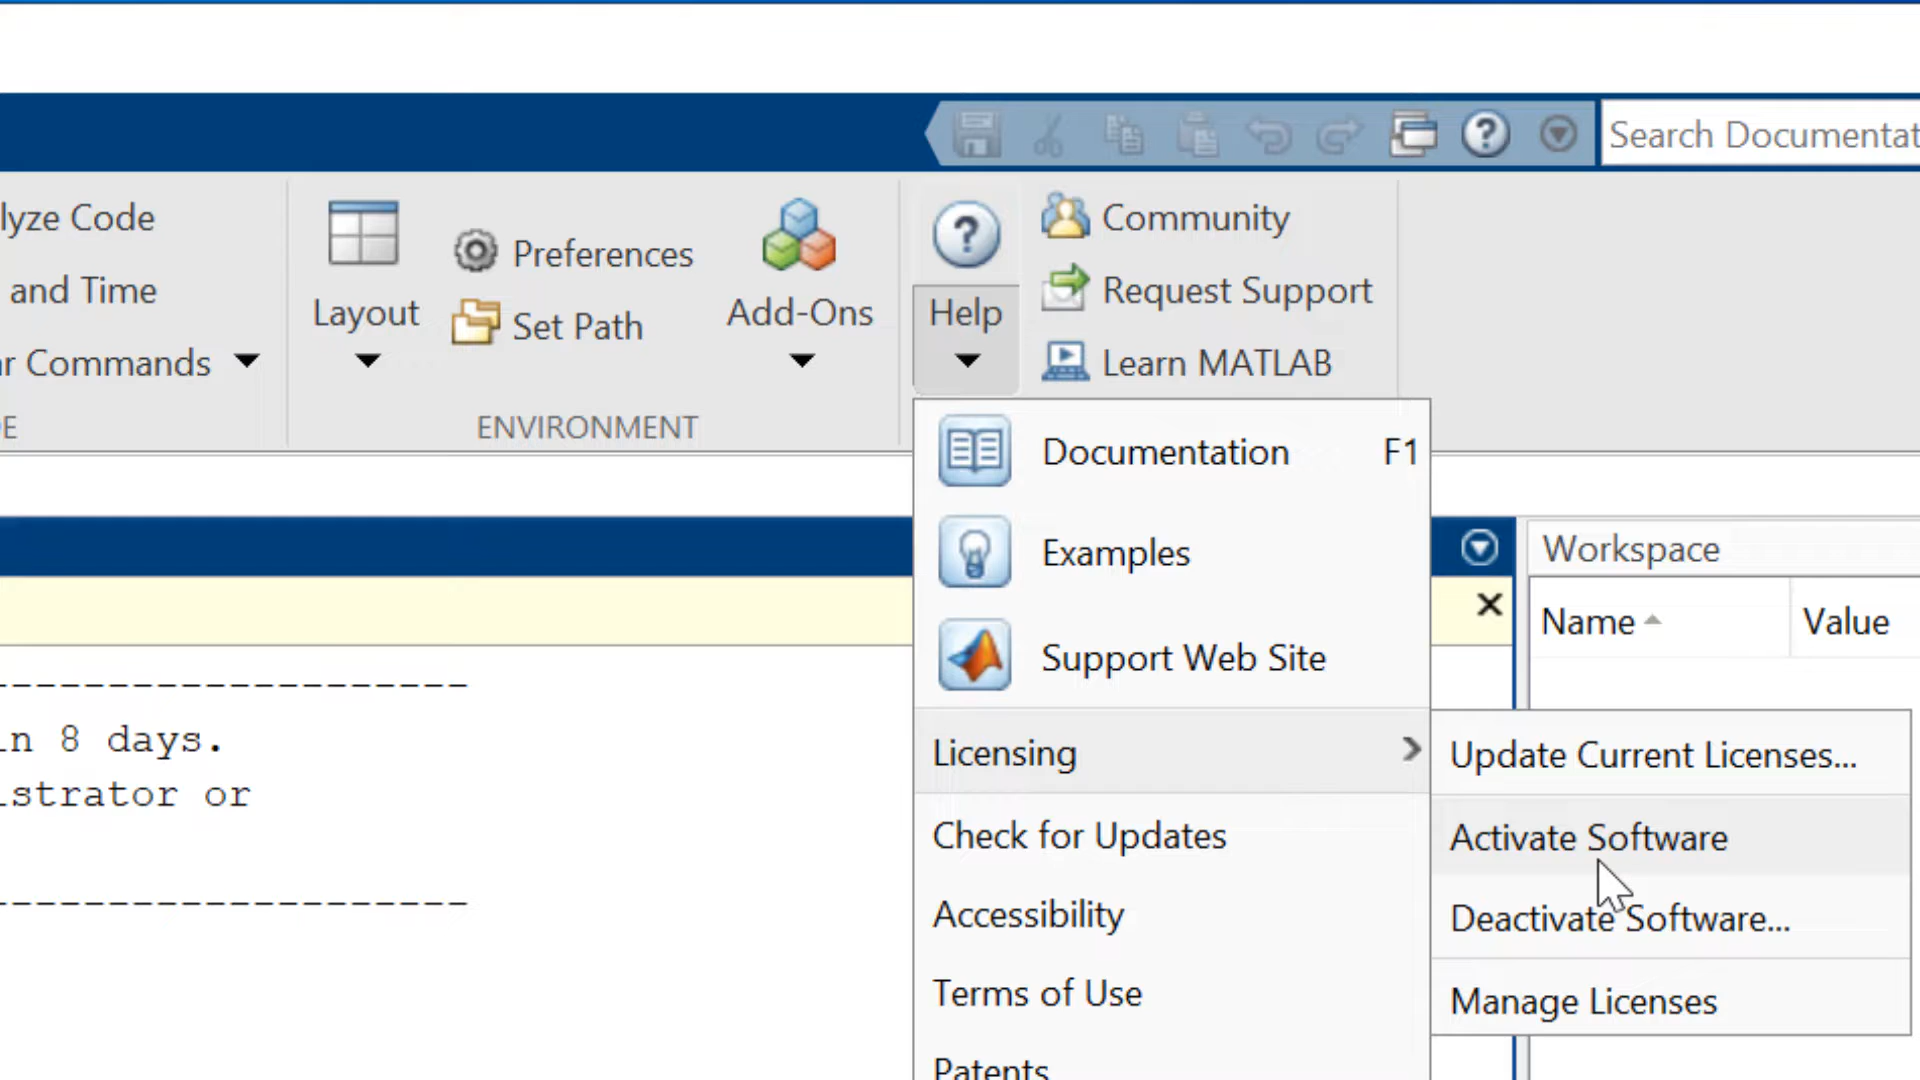 Search Documentat
lyze Code
and Time
r Commands
E
Layout
Preferences
Set Path
Add-Ons
ENVIRONMENT
Help
Community
Request Support
Learn MATLAB
Documentation F1
Examples
Support Web Site
Licensing
Check for Updates
Accessibility
Terms of Use
Patents
Update Current Licenses...
Activate Software
Deactivate Software...
Manage Licenses
Workspace
Name Value
--------------------
in 8 days.
istrator or
--------------------